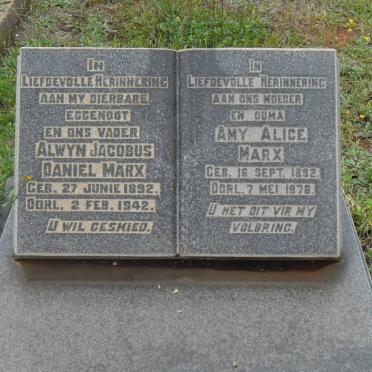 In
Liefdevolle Herinnering
aan my dierbare
eggenoot
en ons vader
Alwyn Jacobus
Daniel Marx
Geb. 27 Junie 1892.
Oorl. 2 Feb. 1942.
U wil geskied.
In
Liefdevolle Herinnering
aan ons moeder
en ouma
Amy Alice
Marx
Geb. 16 Sept. 1892.
Oorl. 7 Mei 1978.
U het dit vir my
volbring.